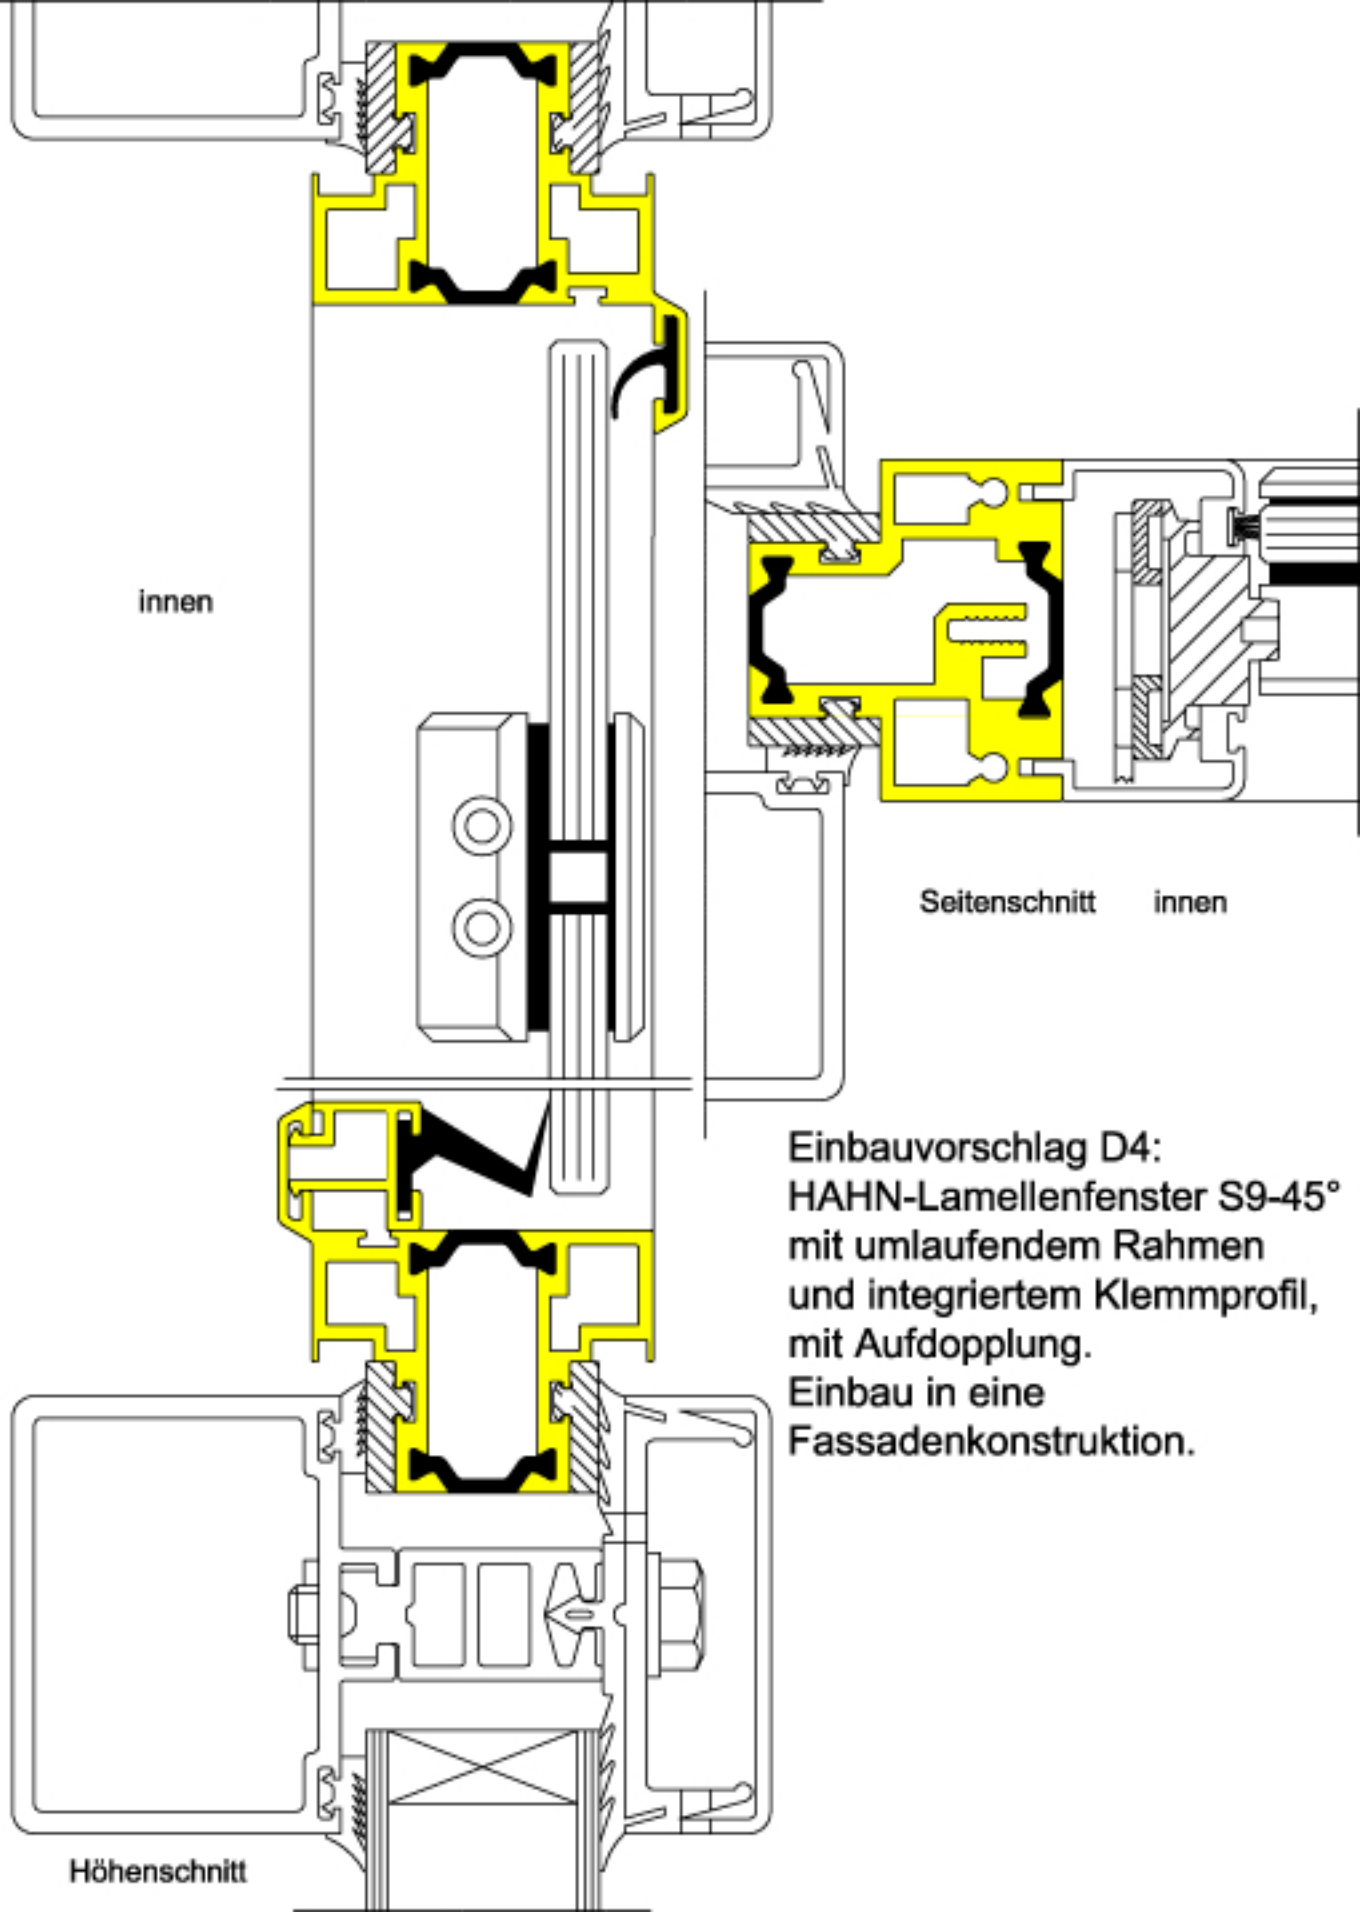 innen
Seitenschnitt innen
Einbauvorschlag D4:
HAHN-Lamellenfenster S9-45°
mit umlaufendem Rahmen
und integriertem Klemmprofil,
mit Aufdopplung.
Einbau in eine
Fassadenkonstruktion.
Höhenschnitt